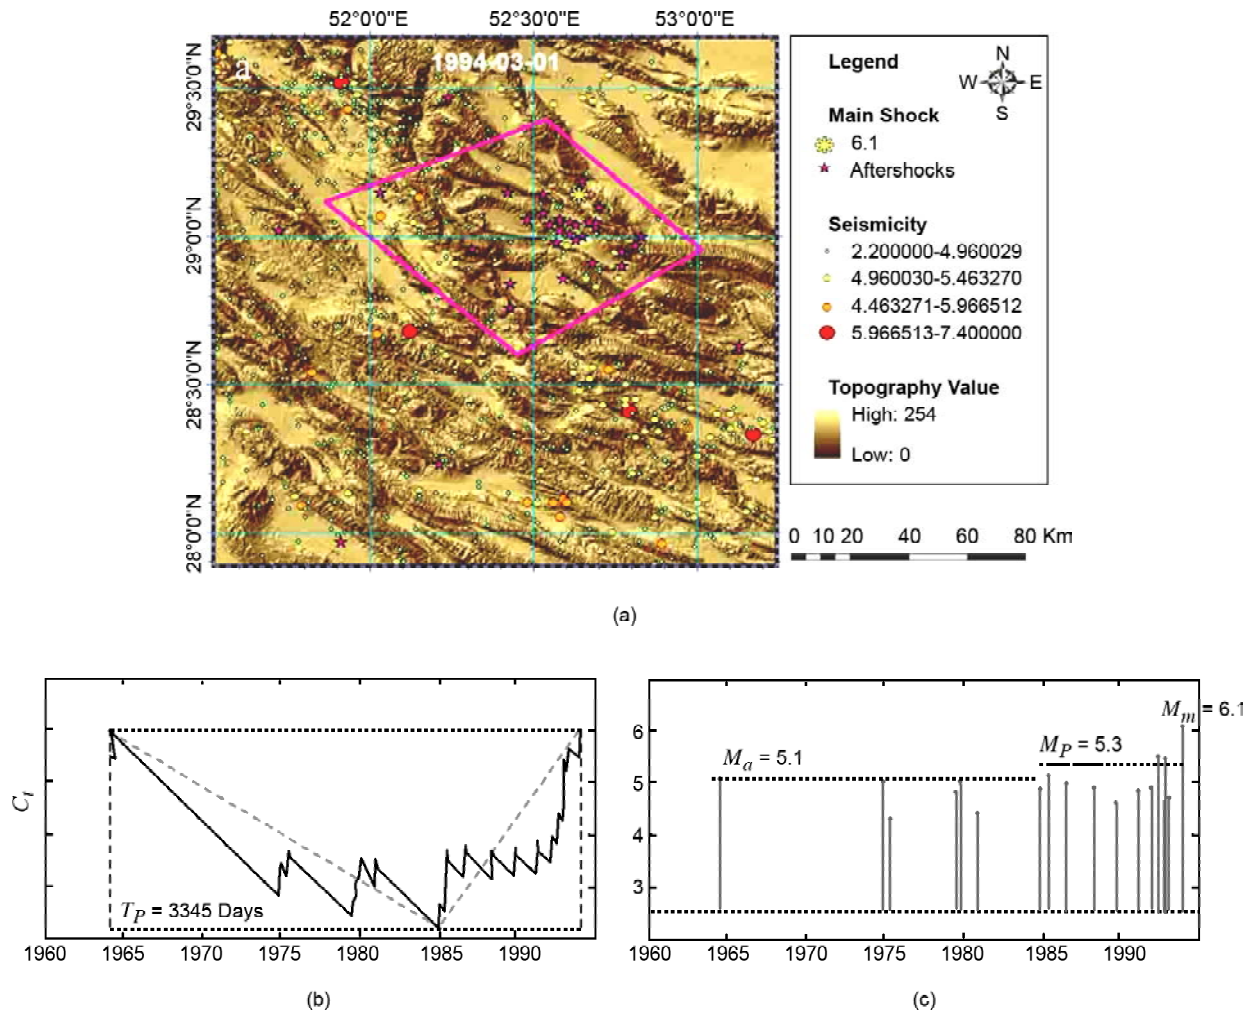 52°0'0"E 52°30'0"E 53°0'0"E
29°30'0"N
29°0'0"N
28°30'0"N
28°0'0"N
a
1994-03-01
Legend
N
W E
S
Main Shock
6.1
Aftershocks
Seismicity
2.200000-4.960029
4.960030-5.463270
4.463271-5.966512
5.966513-7.400000
Topography Value
High: 254
Low: 0
0 10 20 40 60 80 Km
(a)
C_t
T_P = 3345 Days
1960 1965 1970 1975 1980 1985 1990
(b)
M_m = 6.1
M_P = 5.3
M_a = 5.1
6
5
4
3
1960 1965 1970 1975 1980 1985 1990
(c)